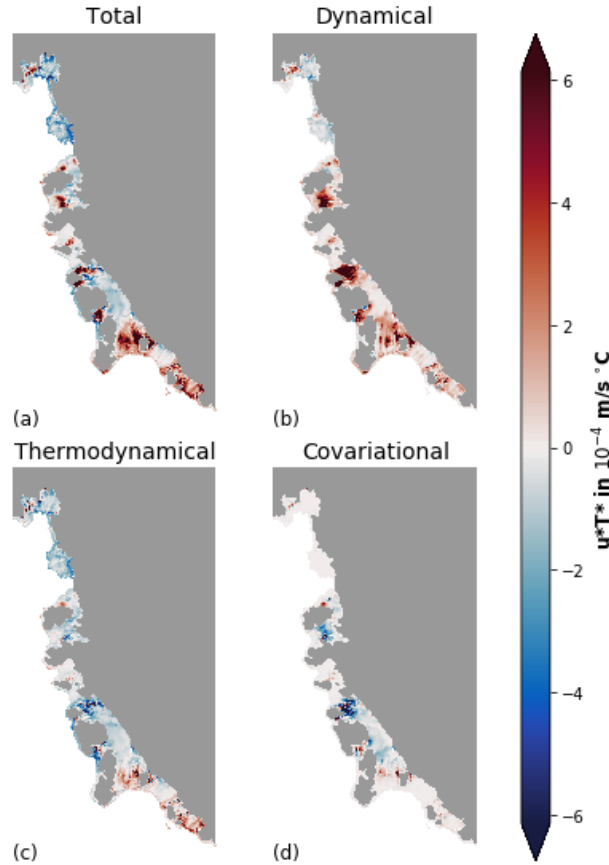 Total
Dynamical
(a)
(b)
Thermodynamical
Covariational
(c)
(d)
6
4
2
0
−2
−4
−6
u*T* in 10⁻⁴ m/s °C